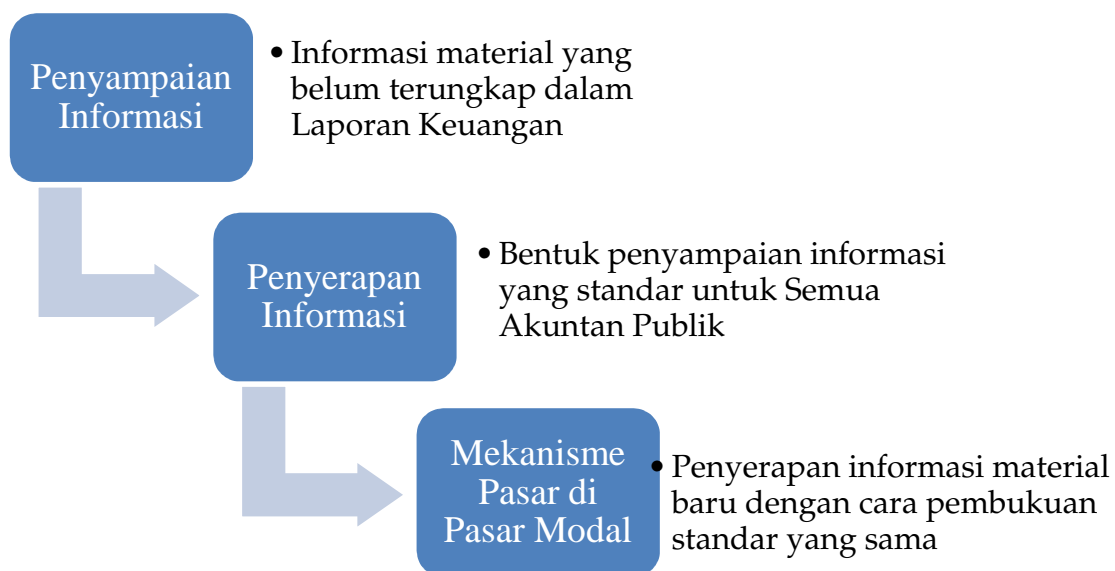 Penyampaian
Informasi
• Informasi material yang
belum terungkap dalam
Laporan Keuangan
Penyerapan
Informasi
• Bentuk penyampaian informasi
yang standar untuk Semua
Akuntan Publik
Mekanisme
Pasar di
Pasar Modal
• Penyerapan informasi material
baru dengan cara pembukuan
standar yang sama